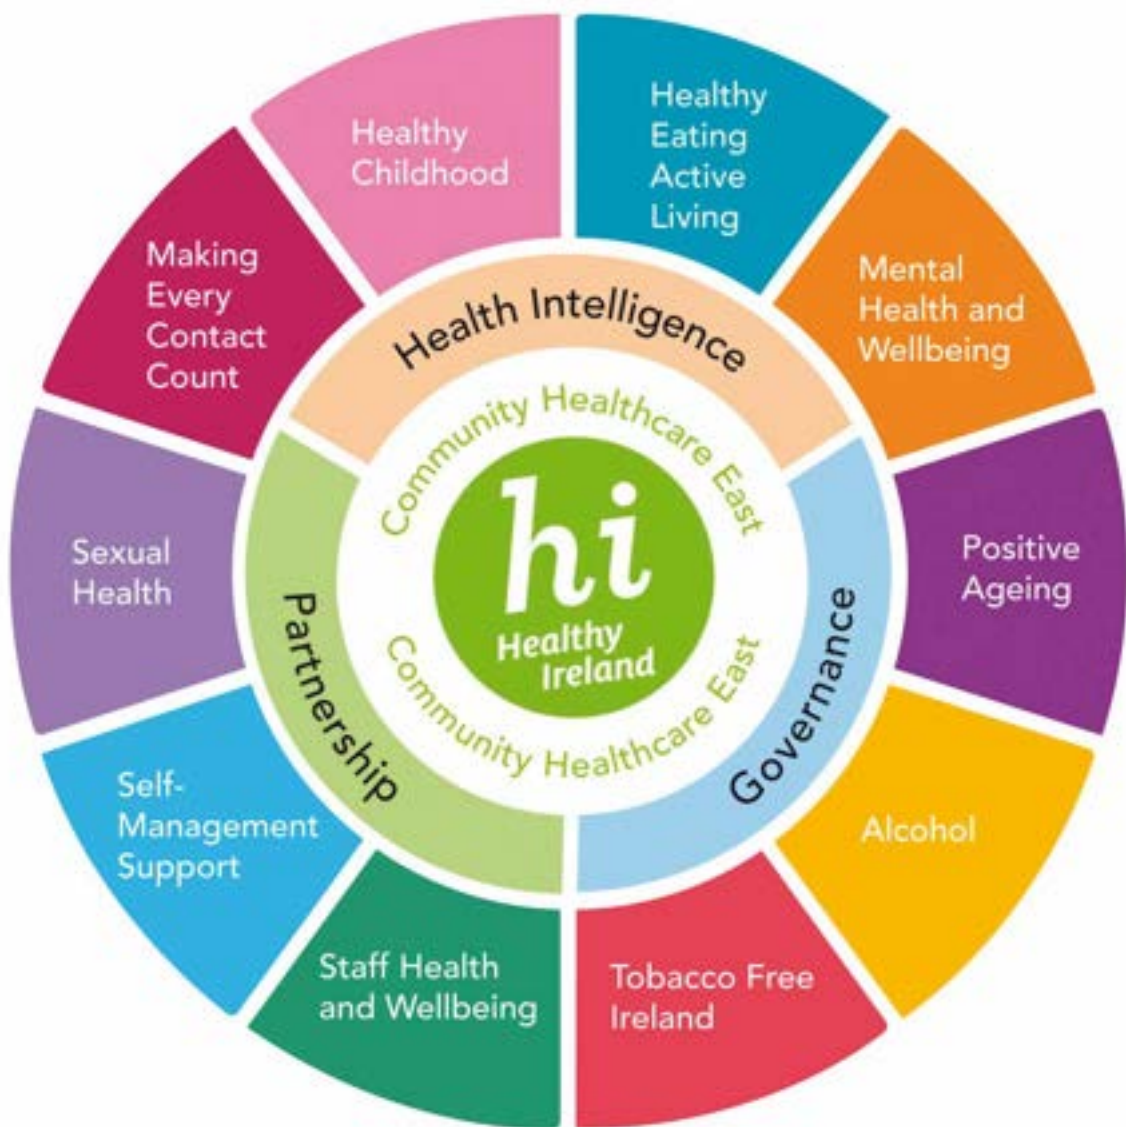 Healthy
Childhood
Healthy
Eating
Active
Living
Mental
Health and
Wellbeing
Positive
Ageing
Alcohol
Tobacco Free
Ireland
Staff Health
and Wellbeing
Self-
Management
Support
Sexual
Health
Making
Every
Contact
Count
Health Intelligence
Governance
Partnership
Community Healthcare East
hi
Healthy
Ireland
Community Healthcare East